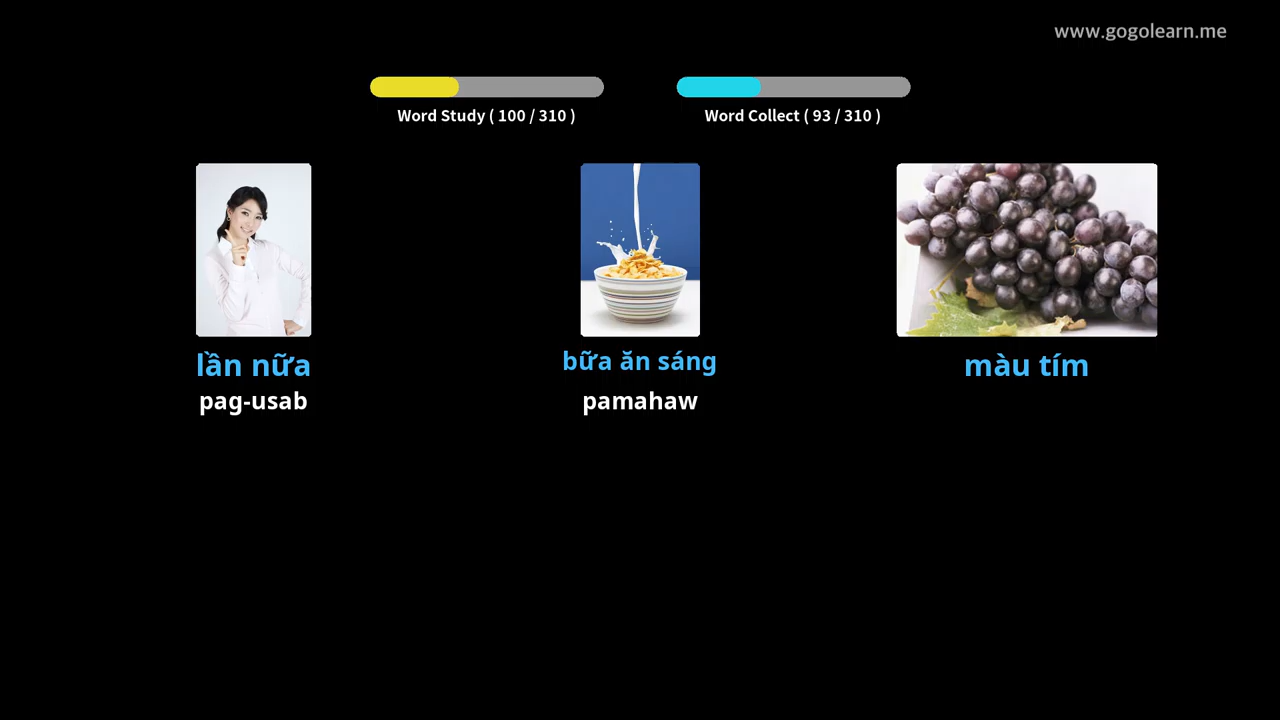 www.gogolearn.me
Word Study ( 100 / 310 )
Word Collect ( 93 / 310 )
lần nữa
pag-usab
bữa ăn sáng
pamahaw
màu tím